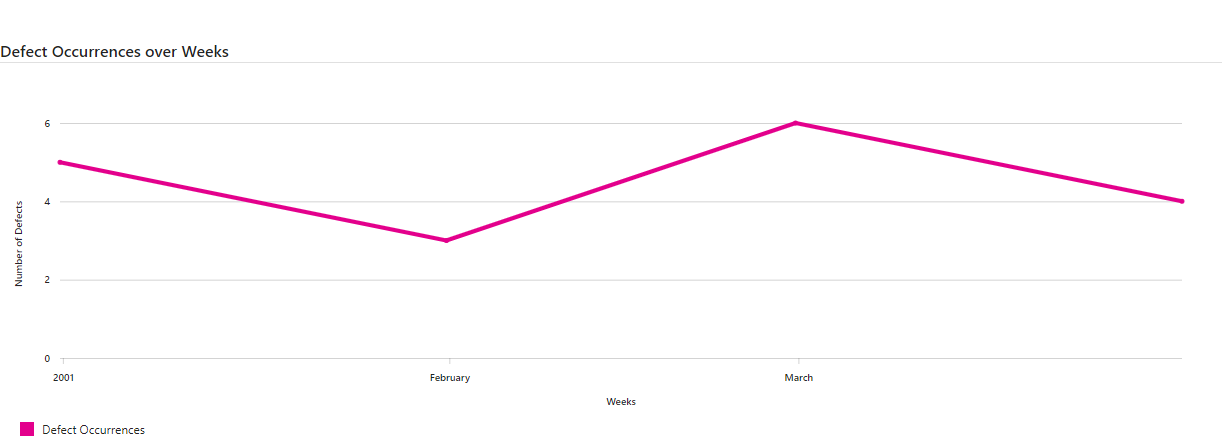 Defect Occurrences over Weeks
6
4
2
0
Number of Defects
2001 February March
Weeks
Defect Occurrences